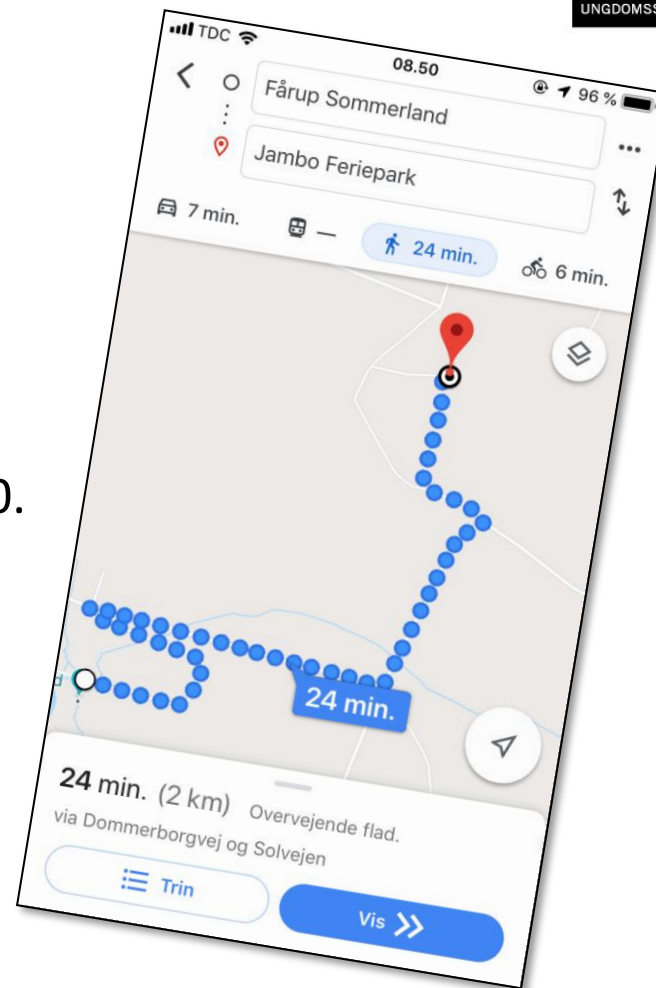 UNGDOMSS
TDC 08.50 96 %
Fårup Sommerland
Jambo Feriepark
7 min. — 24 min. 6 min.
0.
d
24 min.
24 min. (2 km) Overvejende flad.
via Dommerborgvej og Solvejen
Trin
Vis